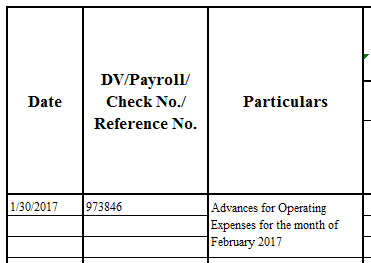 Date
DV/Payroll/
Check No./
Reference No.
Particulars
1/30/2017
973846
Advances for Operating
Expenses for the month of
February 2017